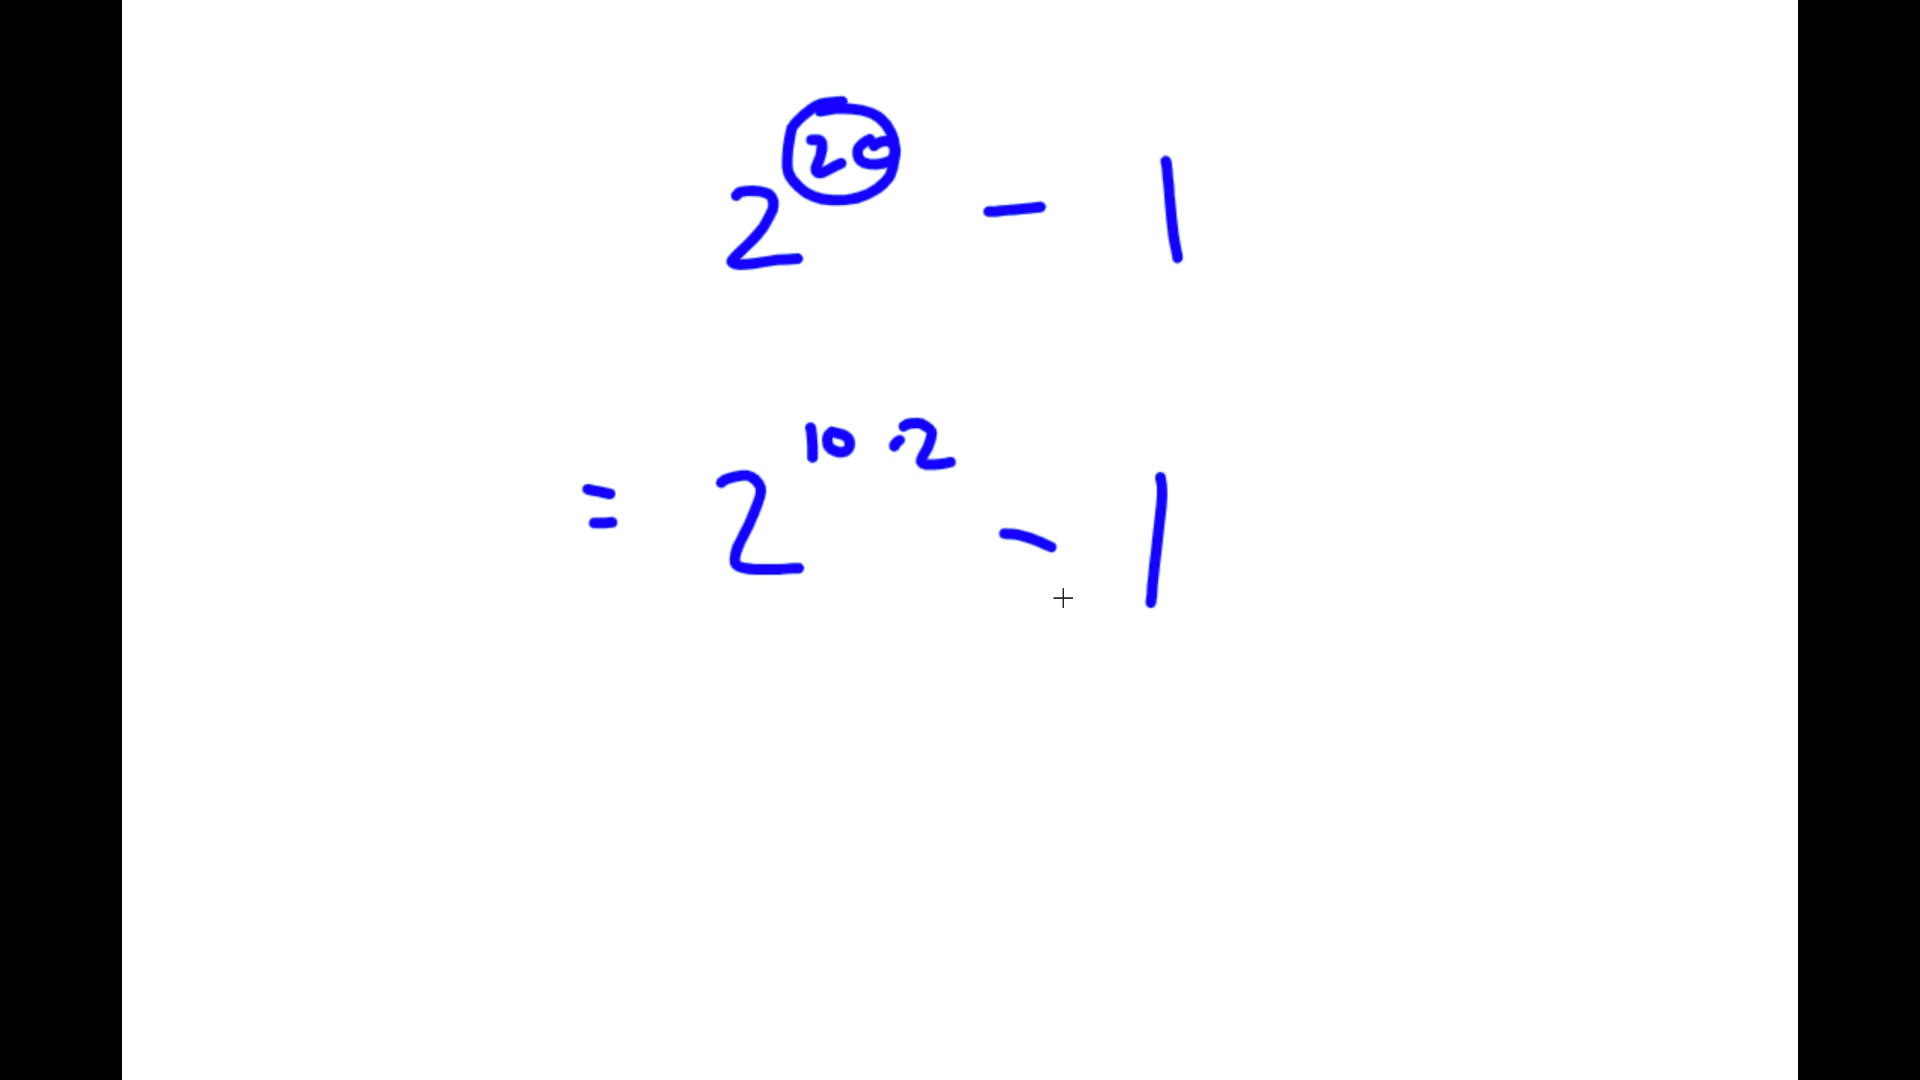 2^20 - 1
= 2^10·2 - 1